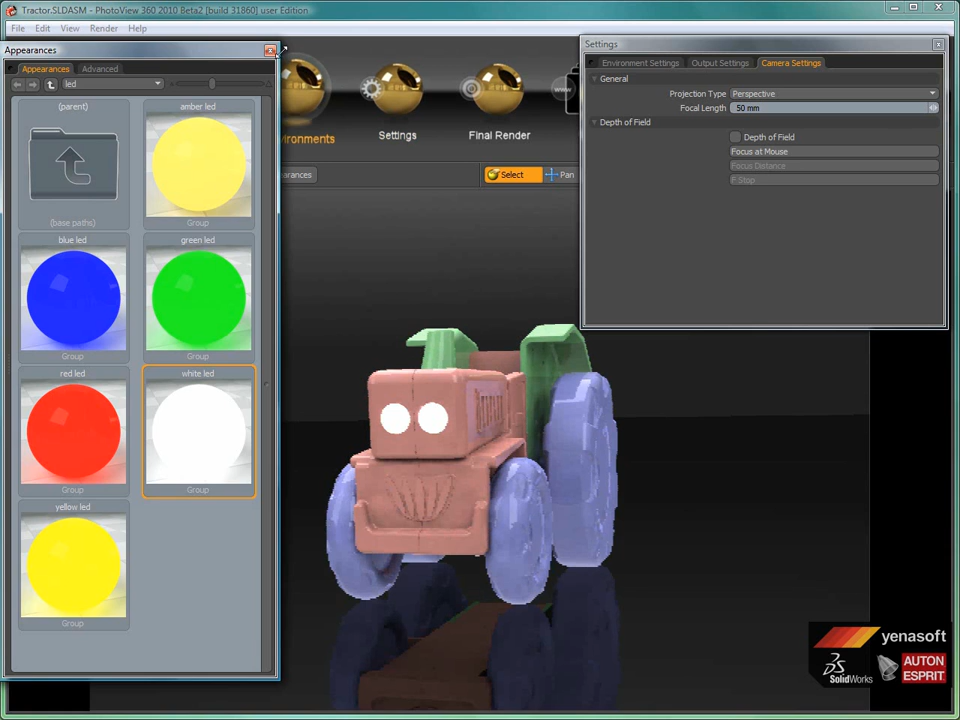 Tractor.SLDASM - PhotoView 360 2010 Beta2 [build 31860] user Edition
File Edit View Render Help
Appearances
Appearances Advanced
led
(parent)
(base paths)
amber led
Group
blue led
Group
green led
Group
red led
Group
white led
Group
yellow led
Group
ironments
Settings
Final Render
www
arances
Select
Pan
Settings
Environment Settings Output Settings Camera Settings
General
Projection Type Perspective
Focal Length 50 mm
Depth of Field
Depth of Field
Focus at Mouse
Focus Distance
F Stop
yenasoft
SolidWorks
AUTON
ESPRIT